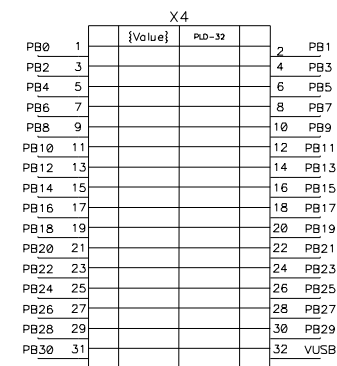 X4
{Value} PLD-32
PB0 1 2 PB1
PB2 3 4 PB3
PB4 5 6 PB5
PB6 7 8 PB7
PB8 9 10 PB9
PB10 11 12 PB11
PB12 13 14 PB13
PB14 15 16 PB15
PB16 17 18 PB17
PB18 19 20 PB19
PB20 21 22 PB21
PB22 23 24 PB23
PB24 25 26 PB25
PB26 27 28 PB27
PB28 29 30 PB29
PB30 31 32 VUSB